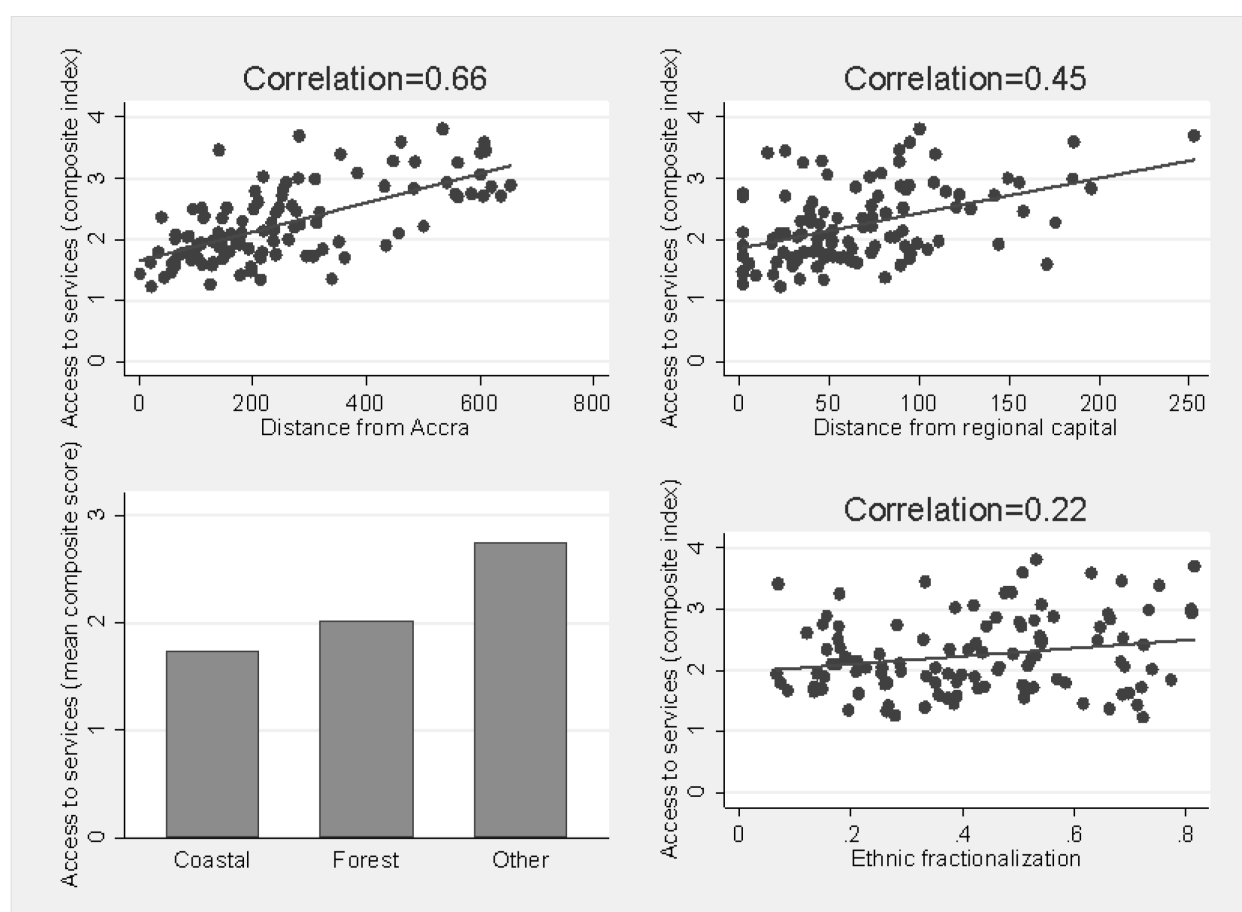 Correlation=0.66
Access to services (composite index)
4
3
2
1
0
0 200 400 600 800
Distance from Accra
Correlation=0.45
Access to services (composite index)
4
3
2
1
0
0 50 100 150 200 250
Distance from regional capital
Access to services (mean composite score)
3
2
1
0
Coastal Forest Other
Correlation=0.22
Access to services (composite index)
4
3
2
1
0
0 .2 .4 .6 .8
Ethnic fractionalization